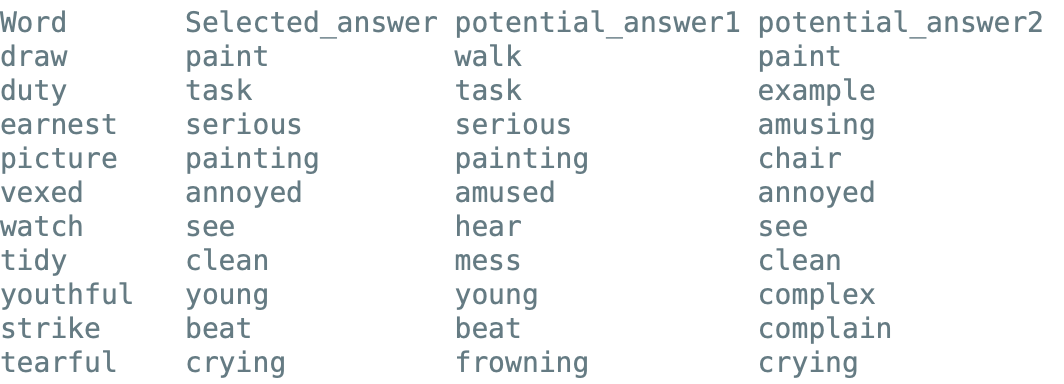 Word Selected_answer potential_answer1 potential_answer2
draw paint walk paint
duty task task example
earnest serious serious amusing
picture painting painting chair
vexed annoyed amused annoyed
watch see hear see
tidy clean mess clean
youthful young young complex
strike beat beat complain
tearful crying frowning crying